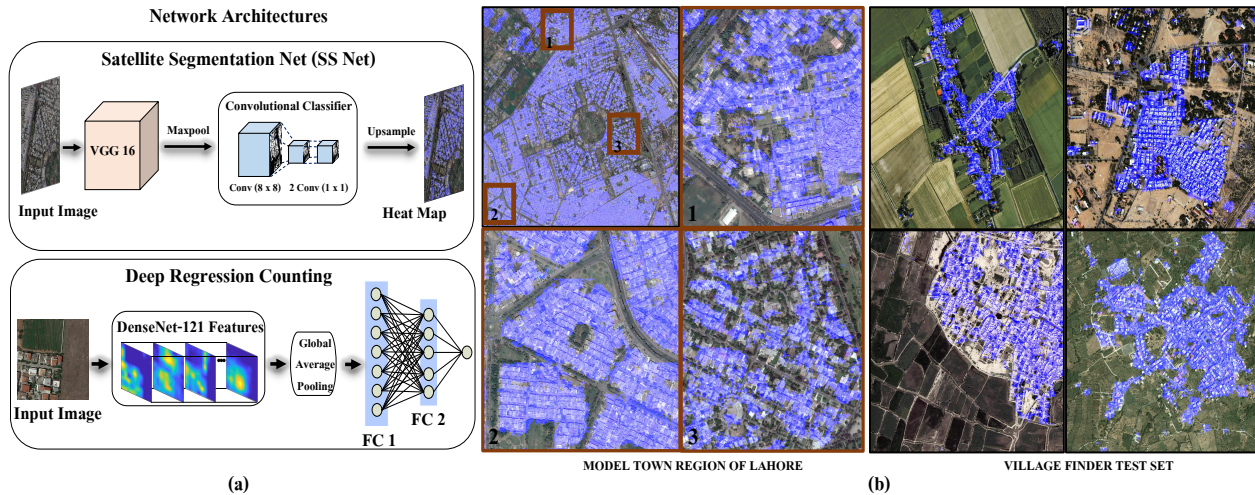 Network Architectures
Satellite Segmentation Net (SS Net)
Input Image
VGG 16
Maxpool
Convolutional Classifier
Conv (8 x 8)
2 Conv (1 x 1)
Upsample
Heat Map
Deep Regression Counting
Input Image
DenseNet-121 Features
...
Global
Average
Pooling
FC 1
FC 2
(a)
1
3
2
1
2
3
MODEL TOWN REGION OF LAHORE
VILLAGE FINDER TEST SET
(b)